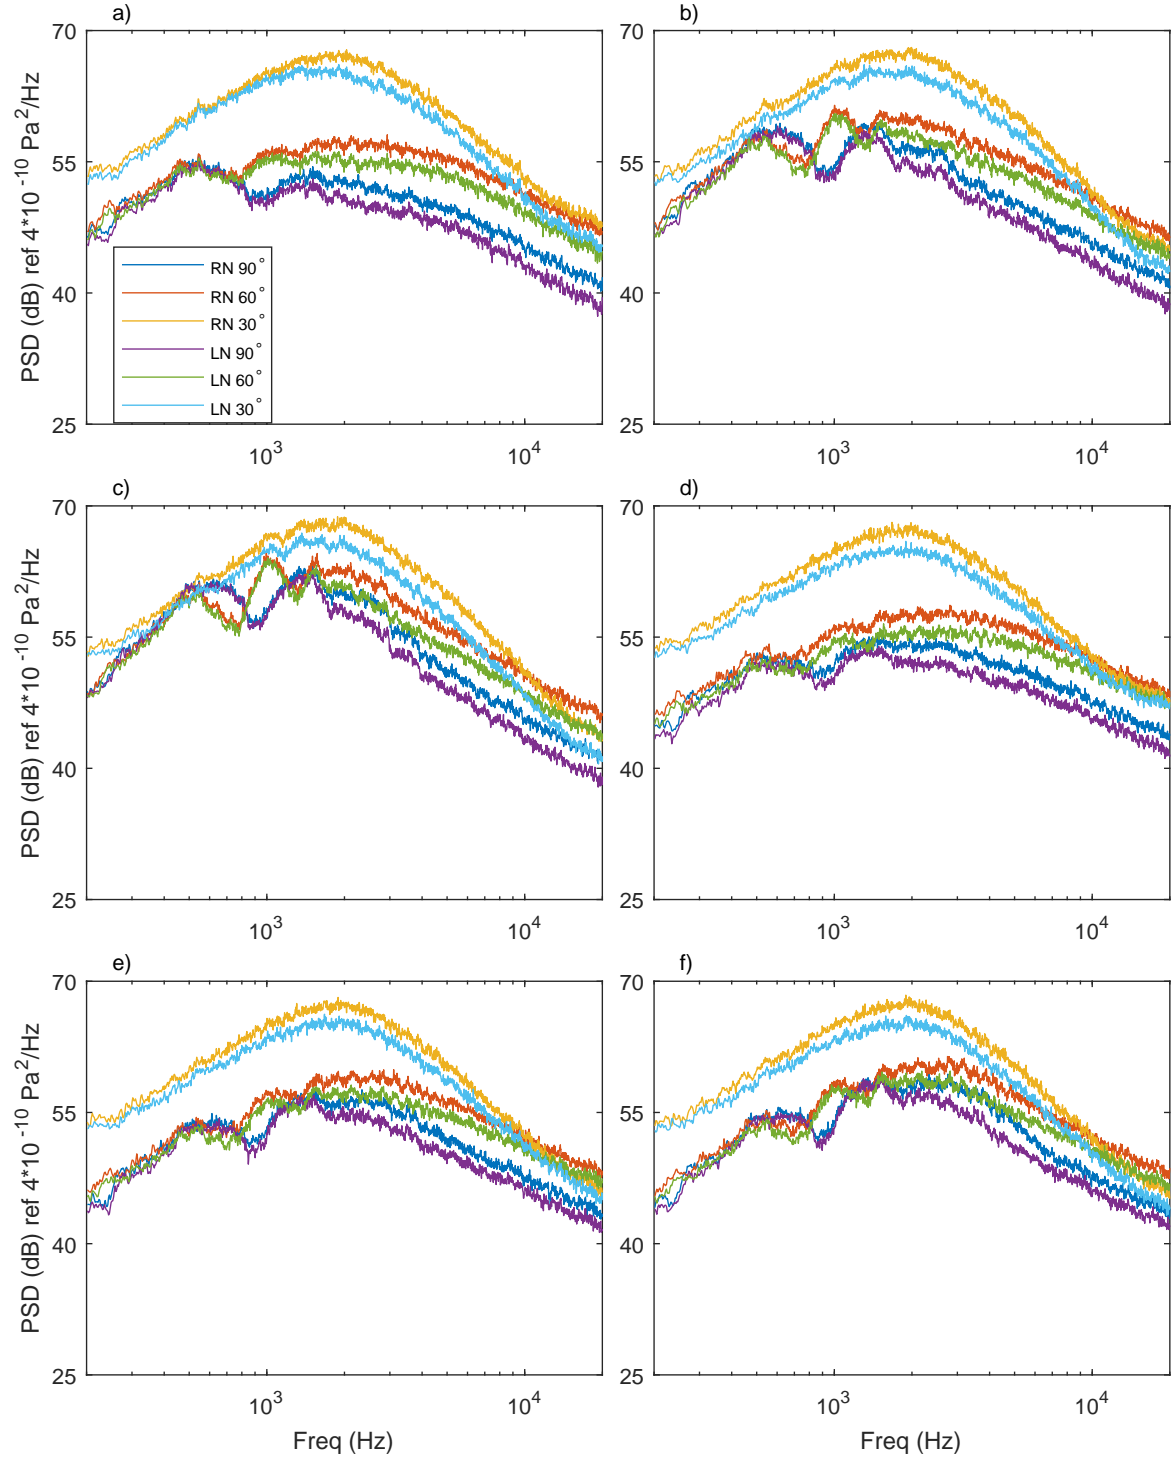 a)
b)
70
55
40
25
10^3
10^4
10^3
10^4
PSD (dB) ref 4*10^-10 Pa^2/Hz
RN 90°
RN 60°
RN 30°
LN 90°
LN 60°
LN 30°
c)
d)
70
55
40
25
10^3
10^4
10^3
10^4
PSD (dB) ref 4*10^-10 Pa^2/Hz
e)
f)
70
55
40
25
10^3
10^4
10^3
10^4
PSD (dB) ref 4*10^-10 Pa^2/Hz
Freq (Hz)
Freq (Hz)
70
55
40
25
70
55
40
25
70
55
40
25